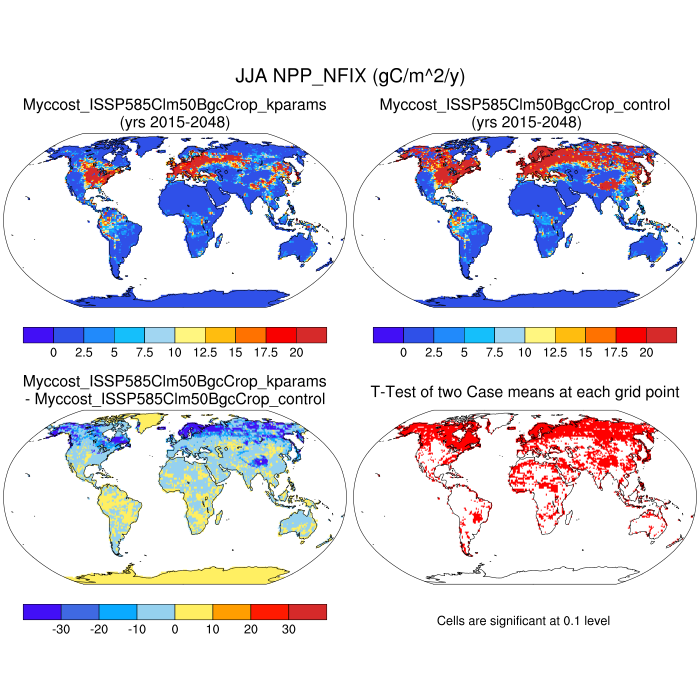 JJA NPP_NFIX (gC/m^2/y)
Myccost_ISSP585Clm50BgcCrop_kparams
(yrs 2015-2048)
Myccost_ISSP585Clm50BgcCrop_control
(yrs 2015-2048)
0 2.5 5 7.5 10 12.5 15 17.5 20
0 2.5 5 7.5 10 12.5 15 17.5 20
Myccost_ISSP585Clm50BgcCrop_kparams
- Myccost_ISSP585Clm50BgcCrop_control
T-Test of two Case means at each grid point
-30 -20 -10 0 10 20 30
Cells are significant at 0.1 level